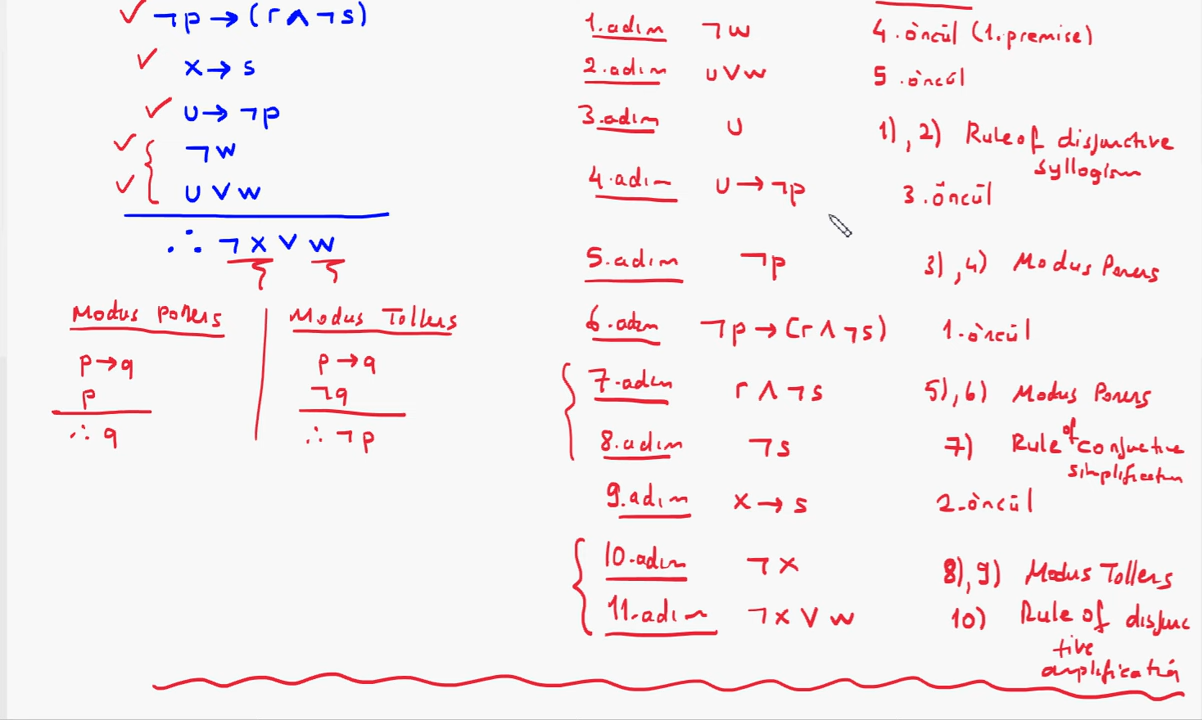 ¬p → (r ∧ ¬s)
x → s
u → ¬p
¬w
u ∨ w
∴ ¬x ∨ w
Modus Ponens
p → q
p
∴ q
Modus Tollens
p → q
¬q
∴ ¬p
1.adım ¬w 4.öncül (1.premise)
2.adım u∨w 5.öncül
3.adım u 1), 2) Rule of disjunctive
syllogism
4.adım u → ¬p 3.öncül
5.adım ¬p 3), 4) Modus Ponens
6.adım ¬p → (r ∧ ¬s) 1.öncül
7.adım r ∧ ¬s 5), 6) Modus Ponens
8.adım ¬s 7) Rule of conjuctive
simplification
9.adım x → s 2.öncül
10.adım ¬x 8), 9) Modus Tollens
11.adım ¬x ∨ w 10) Rule of disjunc
tive
amplification